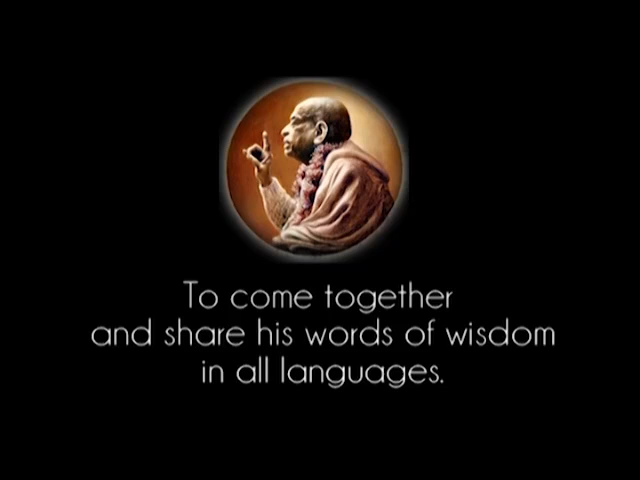 To come together
and share his words of wisdom
in all languages.